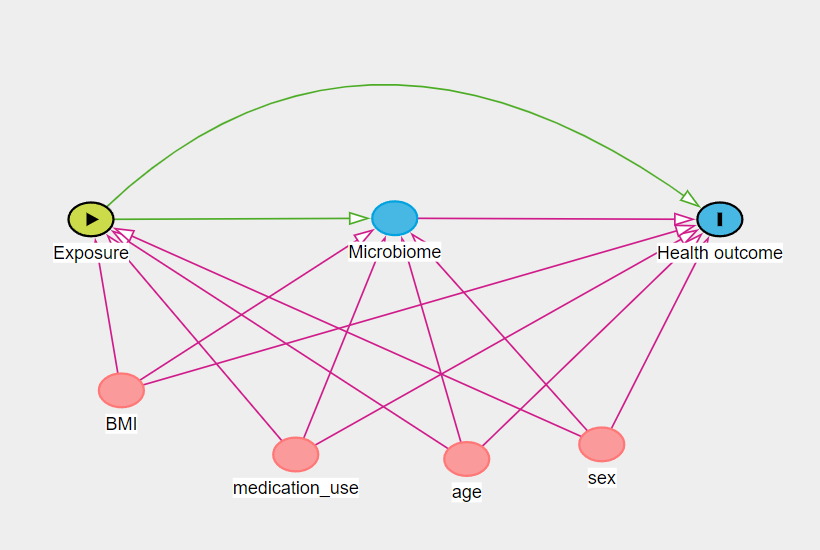 Exposure
Microbiome
Health outcome
BMI
medication_use
age
sex